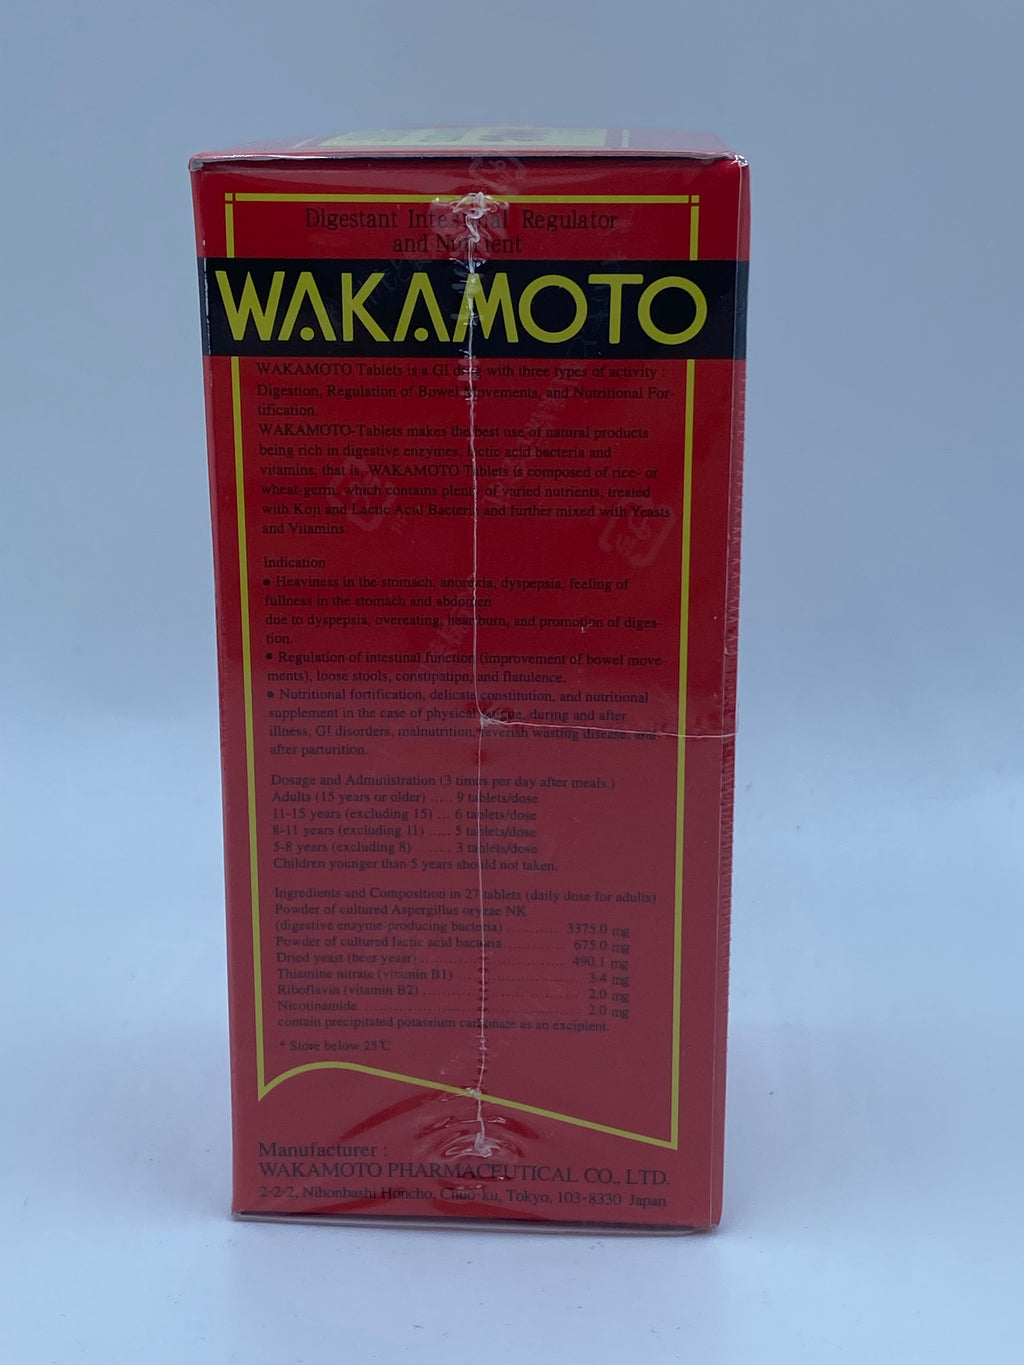 Digestant Intestinal Regulator
and Nutrient
WAKAMOTO
WAKAMOTO Tablets is a GI drug with three types of activity :
Digestion, Regulation of Bowel Movements, and Nutritional For-
tification.
WAKAMOTO-Tablets makes the best use of natural products
being rich in digestive enzymes, lactic acid bacteria and
vitamins, that is, WAKAMOTO Tablets is composed of rice- or
wheat-germ, which contains plenty of varied nutrients, treated
with Koji and Lactic Acid Bacteria and further mixed with Yeasts
and Vitamins.
Indication
● Heaviness in the stomach, anorexia, dyspepsia, feeling of
fullness in the stomach and abdomen
due to dyspepsia, overeating, heartburn, and promotion of diges-
tion.
● Regulation of intestinal function (improvement of bowel move-
ments), loose stools, constipatipn, and flatulence.
● Nutritional fortification, delicate constitution, and nutritional
supplement in the case of physical fatigue, during and after
illness, GI disorders, malnutrition, feverish wasting disease, and
after parturition.
Dosage and Administration (3 times per day after meals.)
Adults (15 years or older) ..... 9 tablets/dose
11-15 years (excluding 15) ... 6 tablets/dose
8-11 years (excluding 11) ..... 5 tablets/dose
5-8 years (excluding 8) ........ 3 tablets/dose
Children younger than 5 years should not taken.
Ingredients and Composition in 27 tablets (daily dose for adults)
Powder of cultured Aspergillus oryzae NK
(digestive enzyme-producing bacteria) ............ 3375.0 mg
Powder of cultured lactic acid bacteria ............ 675.0 mg
Dried yeast (beer yeast) ................................ 490.1 mg
Thiamine nitrate (vitamin B1) ........................ 3.4 mg
Riboflavin (vitamin B2) ................................ 2.0 mg
Nicotinamide ................................ 2.0 mg
contain precipitated potassium carbonate as an excipient.
* Store below 25℃
Manufacturer :
WAKAMOTO PHARMACEUTICAL CO., LTD.
2-2-2, Nihonbashi Honcho, Chuo-ku, Tokyo, 103-8330 Japan